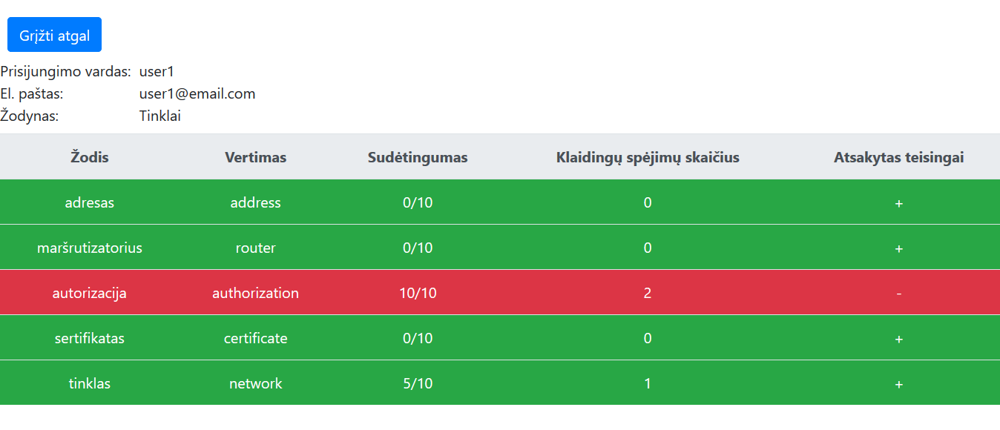 Grįžti atgal
Prisijungimo vardas: user1
El. paštas: user1@email.com
Žodynas: Tinklai
Žodis Vertimas Sudėtingumas Klaidingų spėjimų skaičius Atsakytas teisingai
adresas address 0/10 0 +
maršrutizatorius router 0/10 0 +
autorizacija authorization 10/10 2 -
sertifikatas certificate 0/10 0 +
tinklas network 5/10 1 +